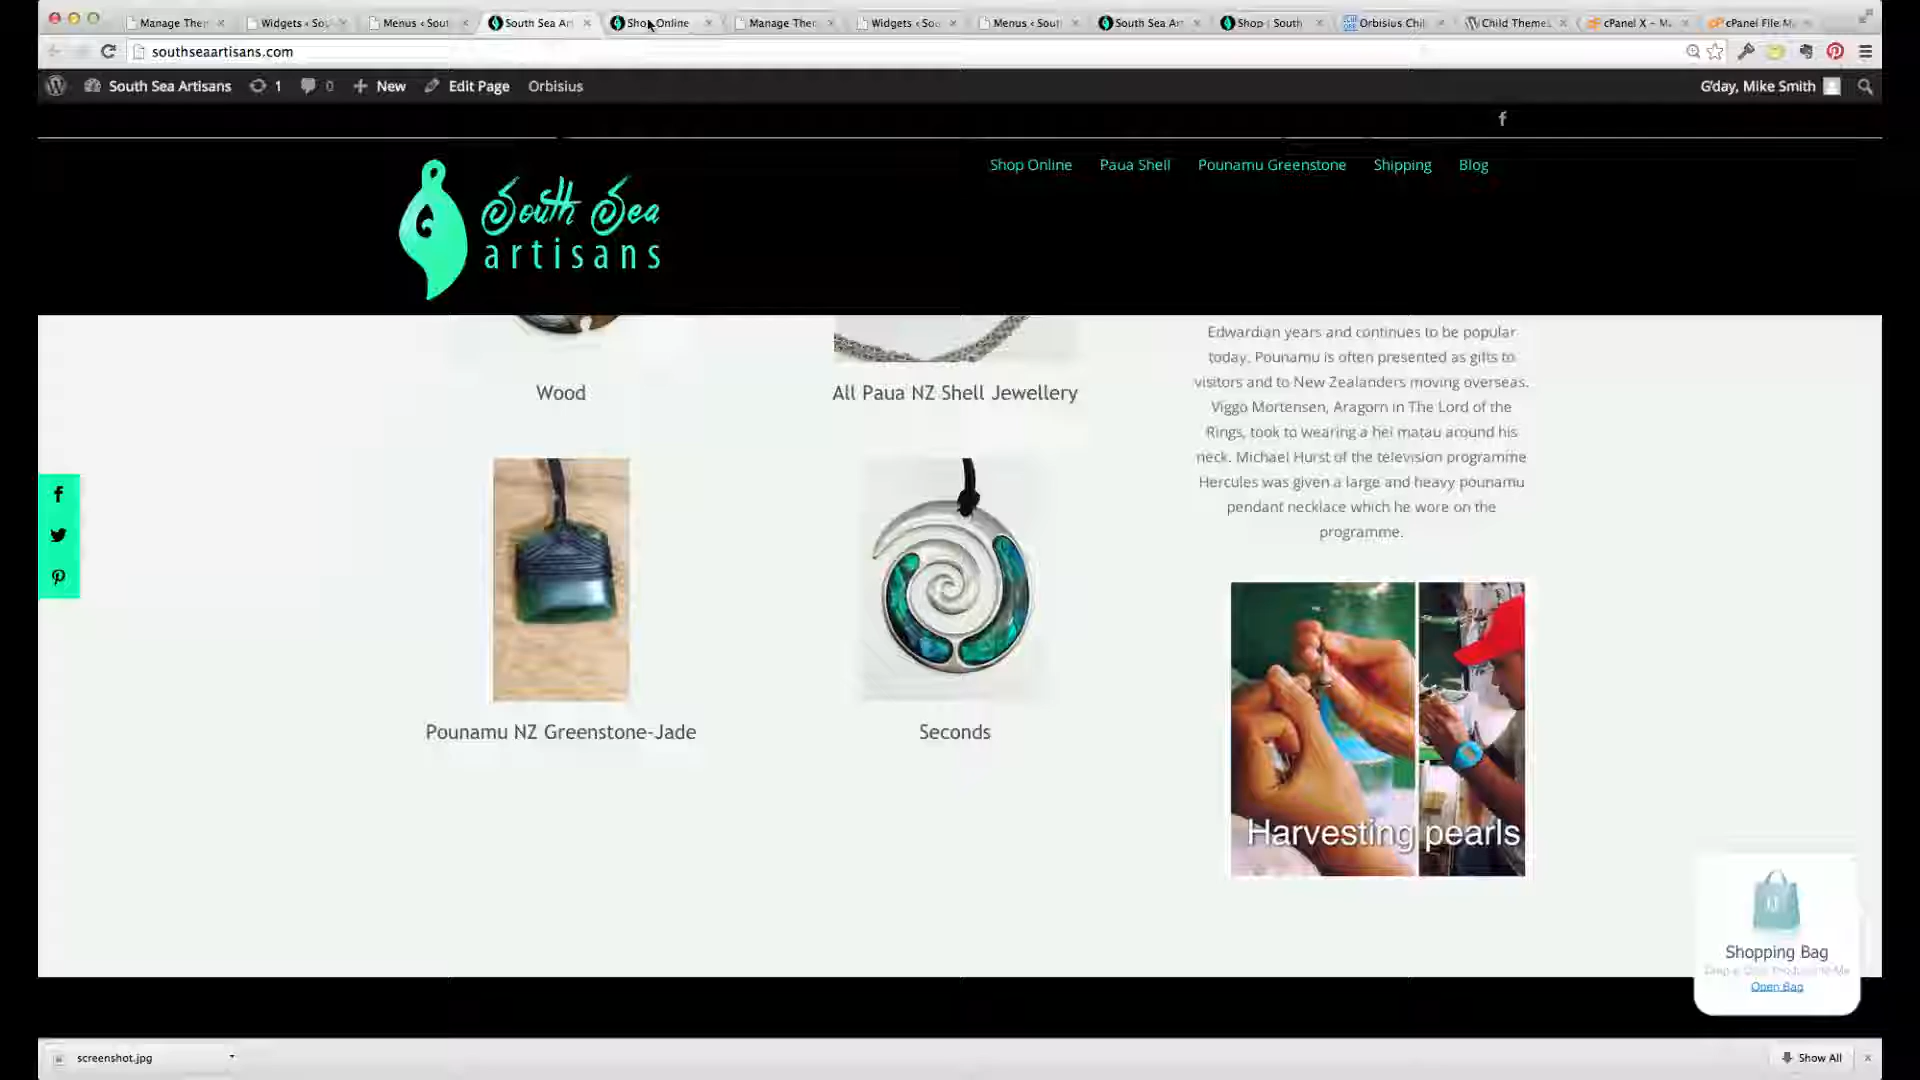 Manage Ther
Widgets ‹ Sou
Menus ‹ Sout
South Sea Ar
Shop Online
Manage Ther
Widgets ‹ Sou
Menus ‹ Sout
South Sea Art
Shop | South
Orbisius Chil
Child Themes
cPanel X – M
cPanel File M
southseaartisans.com
South Sea Artisans
1
0
New
Edit Page
Orbisius
G'day, Mike Smith
Shop Online
Paua Shell
Pounamu Greenstone
Shipping
Blog
South Sea
artisans
Edwardian years and continues to be popular
today. Pounamu is often presented as gifts to
visitors and to New Zealanders moving overseas.
Viggo Mortensen, Aragorn in The Lord of the
Rings, took to wearing a hei matau around his
neck. Michael Hurst of the television programme
Hercules was given a large and heavy pounamu
pendant necklace which he wore on the
programme.
Wood
All Paua NZ Shell Jewellery
Pounamu NZ Greenstone-Jade
Seconds
Harvesting pearls
Shopping Bag
Open Bag
screenshot.jpg
Show All